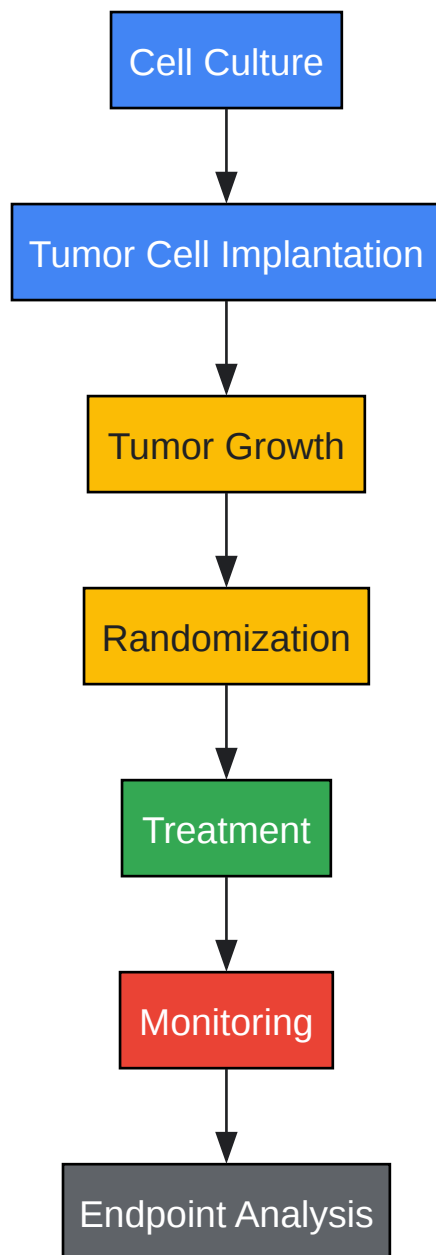 Cell Culture
Tumor Cell Implantation
Tumor Growth
Randomization
Treatment
Monitoring
Endpoint Analysis